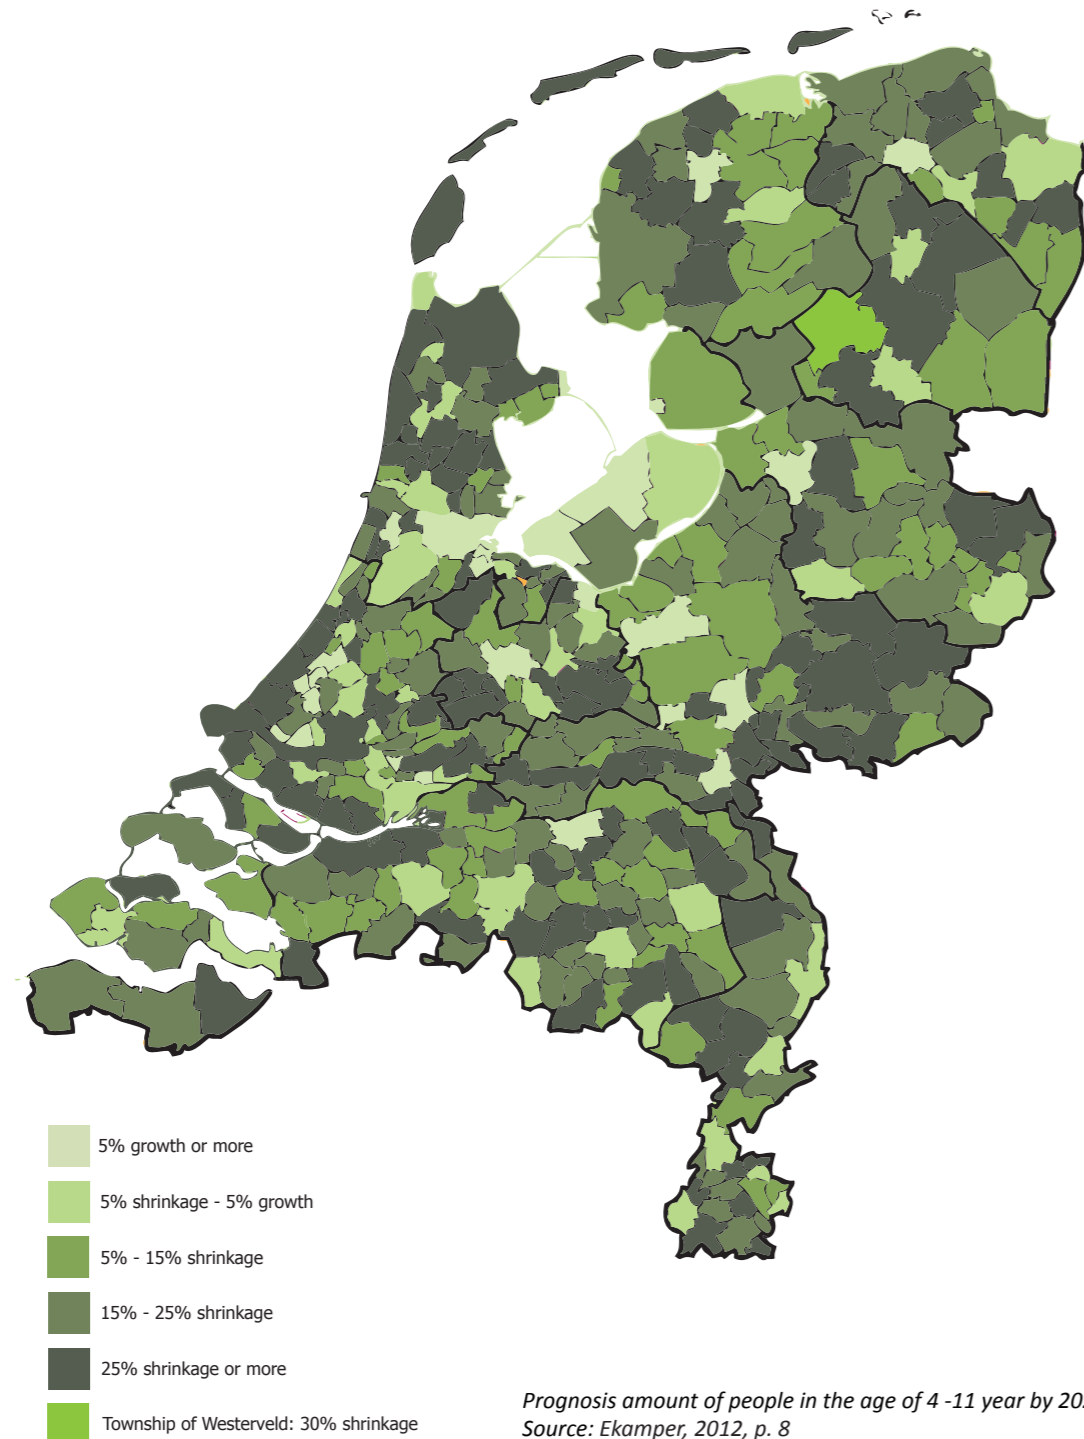 5% growth or more
5% shrinkage - 5% growth
5% - 15% shrinkage
15% - 25% shrinkage
25% shrinkage or more
Township of Westerveld: 30% shrinkage
Prognosis amount of people in the age of 4 -11 year by
Source: Ekamper, 2012, p. 8